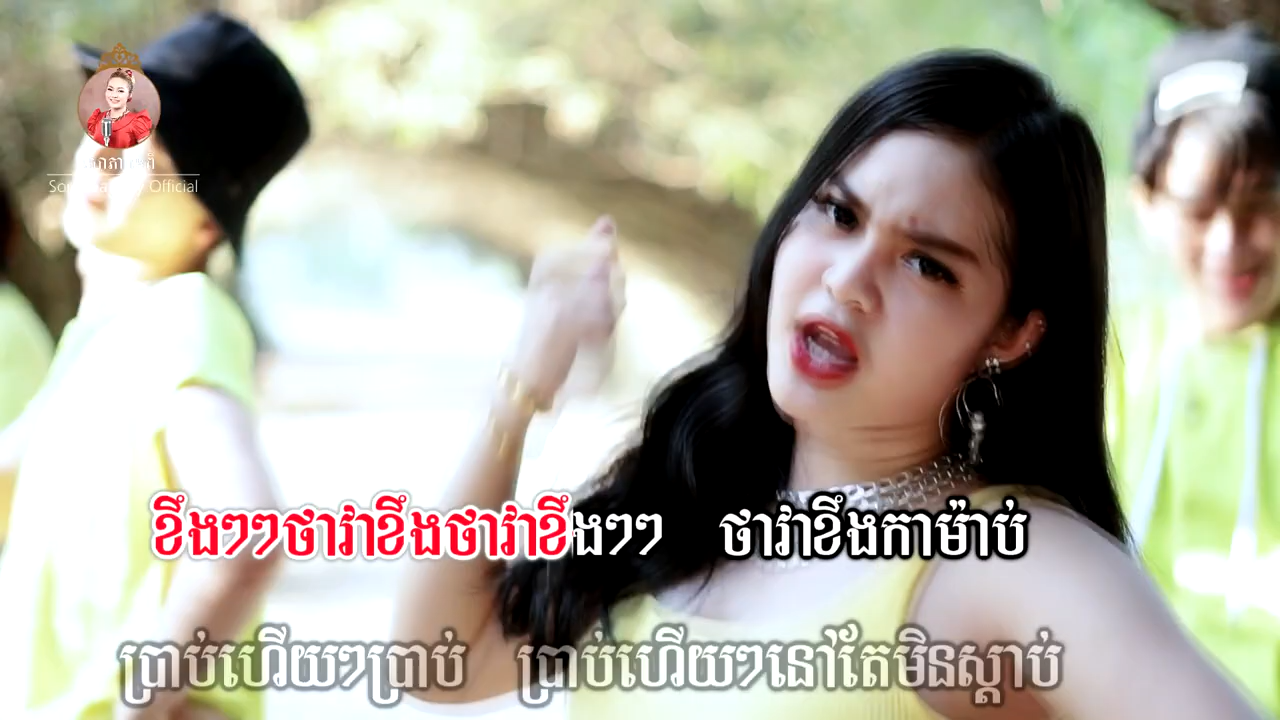 Official
ខឹងៗៗថាវាខឹងថាវាខឹងៗៗ ថាវាខឹងកាម៉ាប់
ប្រាប់ហើយៗប្រាប់ ប្រាប់ហើយៗនៅតែមិនស្តាប់